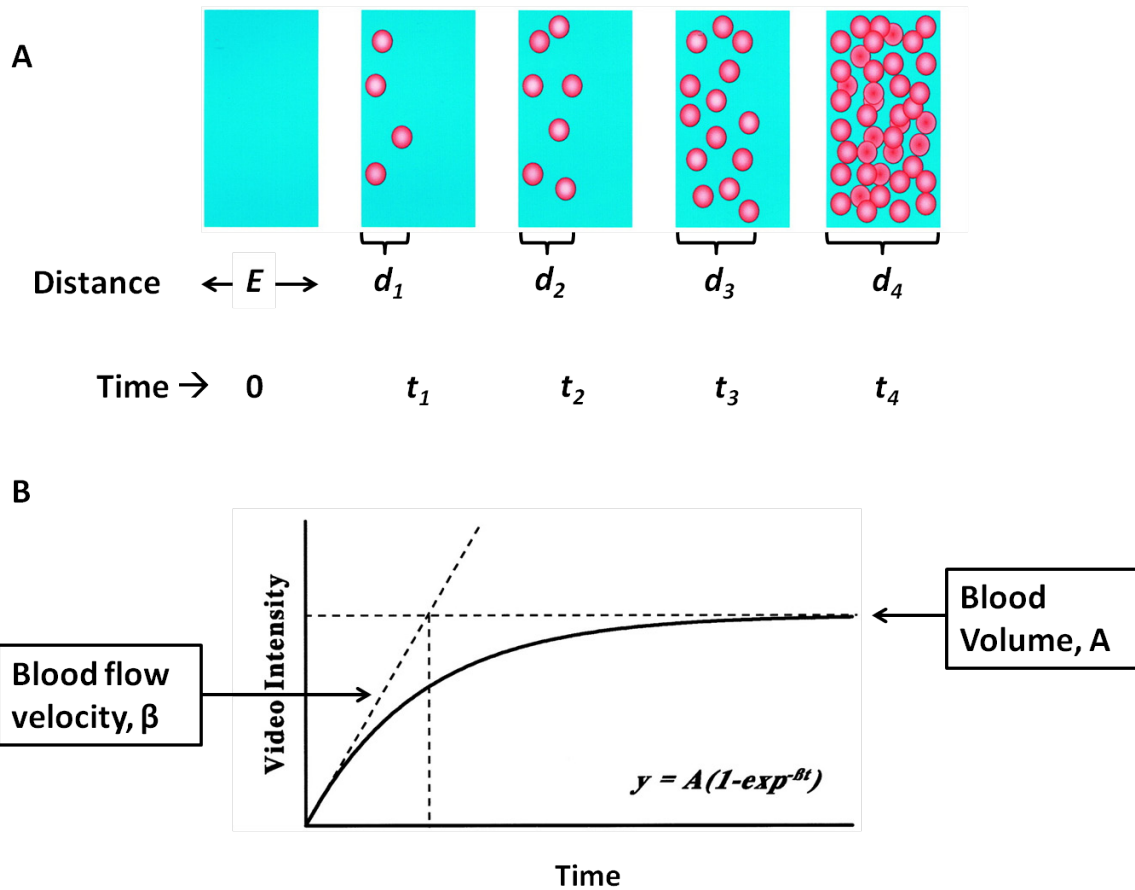 A
Distance ← E → d1 d2 d3 d4
Time → 0 t1 t2 t3 t4
B
Video Intensity
Blood
Volume, A
Blood flow
velocity, β
y = A(1-exp-βt)
Time